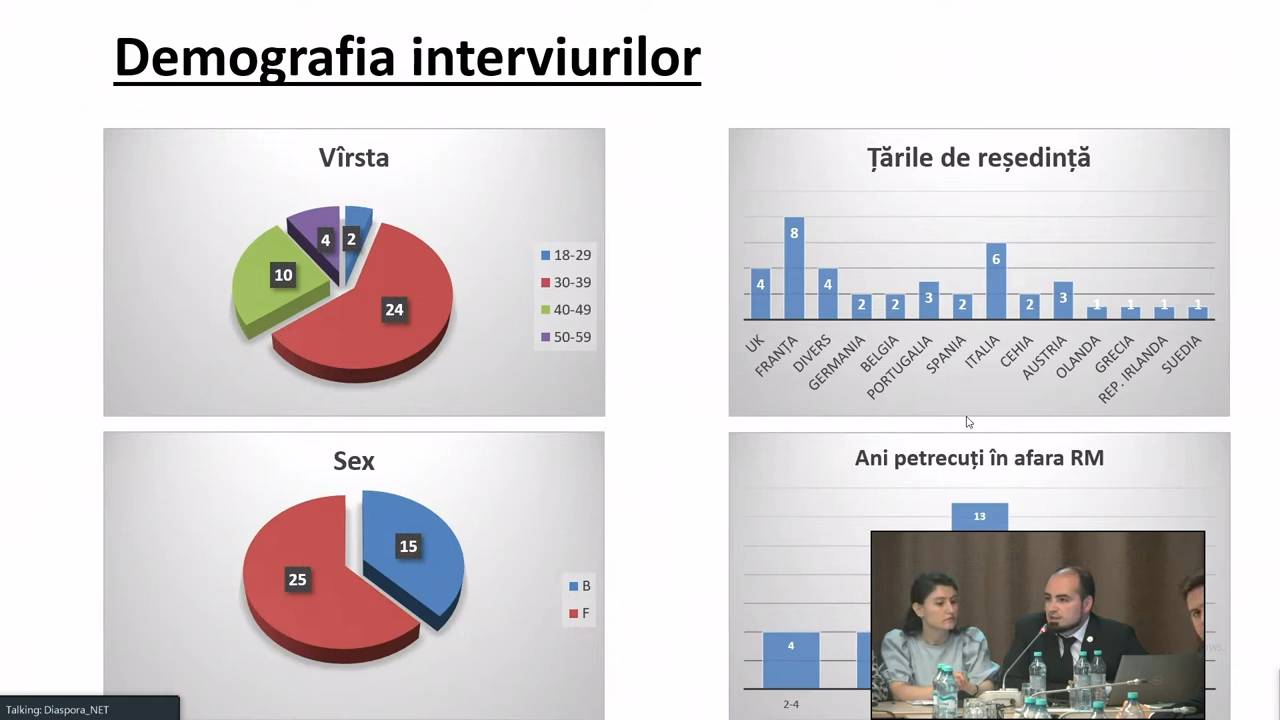 Demografia interviurilor
Vîrsta
4
2
10
24
18-29
30-39
40-49
50-59
Țările de reședință
4
8
4
2
2
3
2
6
2
3
1
1
1
1
UK
FRANȚA
DIVERS
GERMANIA
BELGIA
PORTUGALIA
SPANIA
ITALIA
CEHIA
AUSTRIA
OLANDA
GRECIA
REP. IRLANDA
SUEDIA
Sex
15
25
B
F
Ani petrecuți în afara RM
13
4
2-4
Talking: Diaspora_NET